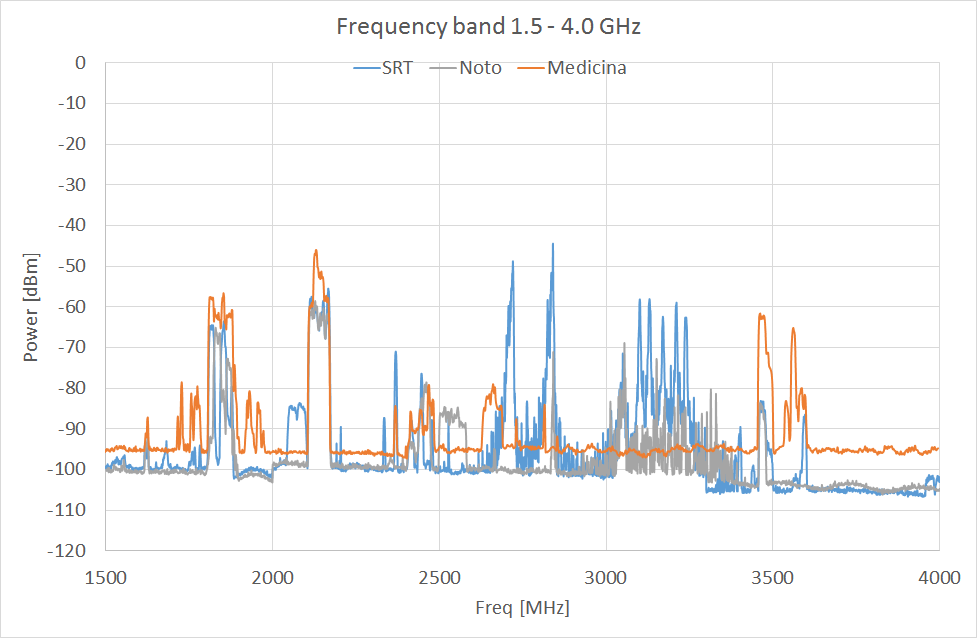 Frequency band 1.5 - 4.0 GHz
SRT Noto Medicina
0
-10
-20
-30
-40
-50
-60
-70
-80
-90
-100
-110
-120
Power [dBm]
1500 2000 2500 3000 3500 4000
Freq [MHz]